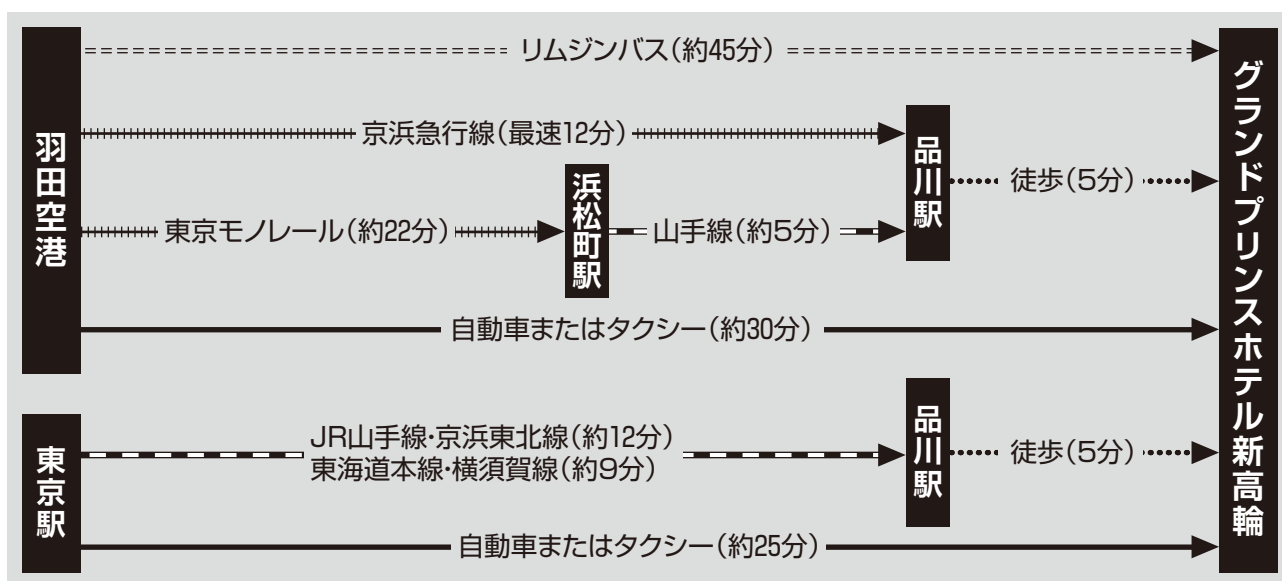 羽田空港
リムジンバス(約45分)
京浜急行線(最速12分)
品川駅
徒歩(5分)
東京モノレール(約22分)
浜松町駅
山手線(約5分)
自動車またはタクシー(約30分)
東京駅
JR山手線・京浜東北線(約12分)
東海道本線・横須賀線(約9分)
品川駅
徒歩(5分)
自動車またはタクシー(約25分)
グランドプリンスホテル新高輪